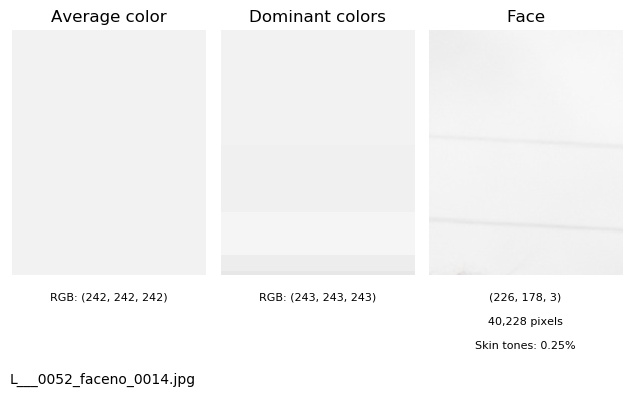 Average color
Dominant colors
Face
RGB: (242, 242, 242)
RGB: (243, 243, 243)
(226, 178, 3)
40,228 pixels
Skin tones: 0.25%
L___0052_faceno_0014.jpg